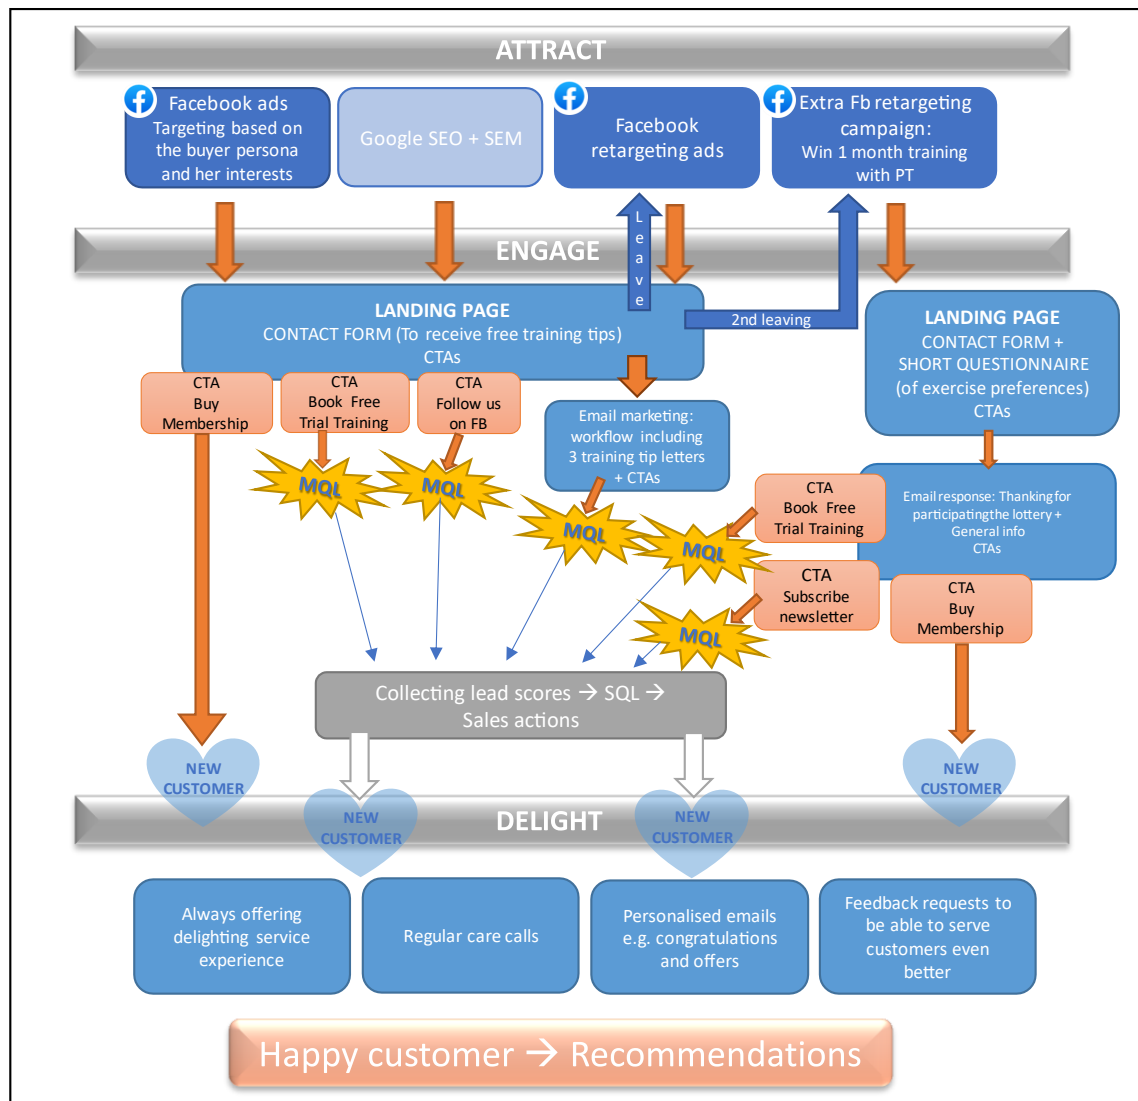 ATTRACT
Facebook ads
Targeting based on
the buyer persona
and her interests
Google SEO + SEM
Facebook
retargeting ads
Extra Fb retargeting
campaign:
Win 1 month training
with PT
Leave
ENGAGE
LANDING PAGE
CONTACT FORM (To receive free training tips)
CTAs
2nd leaving
LANDING PAGE
CONTACT FORM +
SHORT QUESTIONNAIRE
(of exercise preferences)
CTAs
CTA
Buy
Membership
CTA
Book Free
Trial Training
CTA
Follow us
on FB
Email marketing:
workflow including
3 training tip letters
+ CTAs
MQL
MQL
MQL
MQL
MQL
CTA
Book Free
Trial Training
Email response: Thanking for
participatingthe lottery +
General info
CTAs
CTA
Subscribe
newsletter
CTA
Buy
Membership
Collecting lead scores → SQL →
Sales actions
NEW
CUSTOMER
NEW
CUSTOMER
NEW
CUSTOMER
NEW
CUSTOMER
DELIGHT
Always offering
delighting service
experience
Regular care calls
Personalised emails
e.g. congratulations
and offers
Feedback requests to
be able to serve
customers even
better
Happy customer → Recommendations